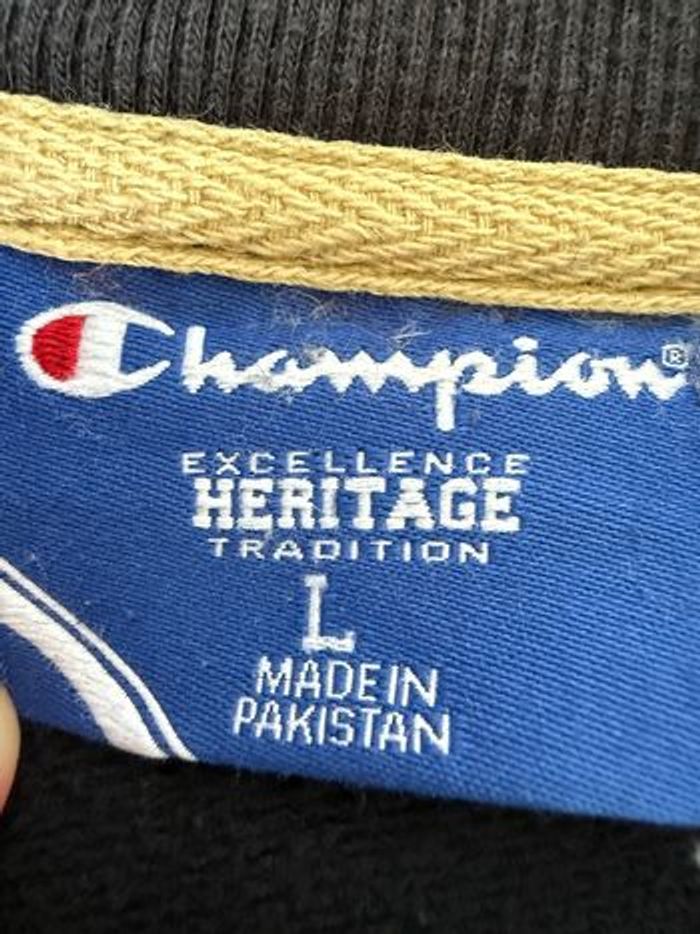 Champion®
EXCELLENCE
HERITAGE
TRADITION
L
MADE IN
PAKISTAN